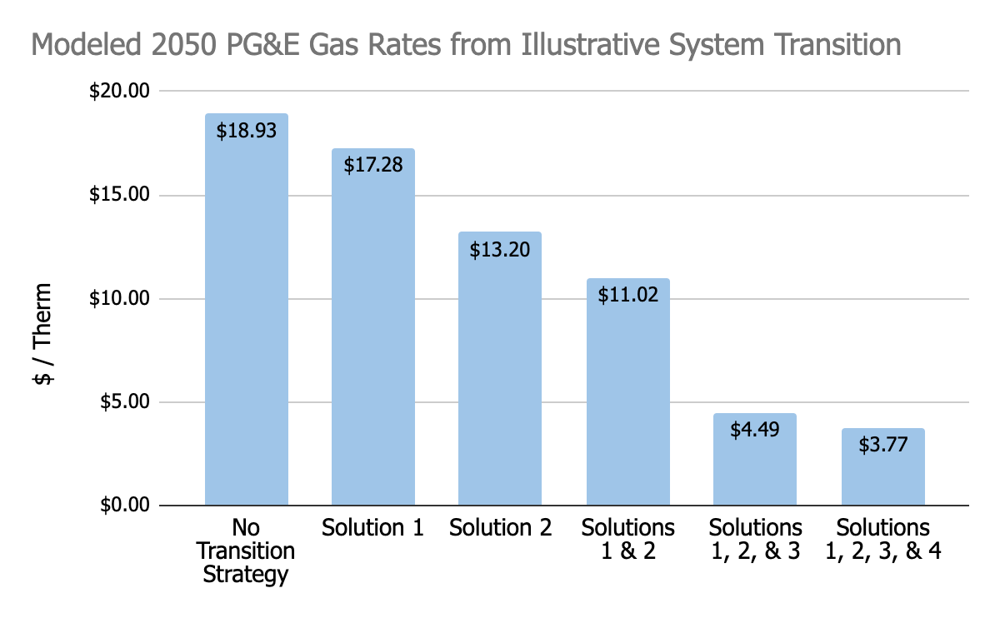 Modeled 2050 PG&E Gas Rates from Illustrative System Transition
$20.00
$15.00
$10.00
$5.00
$0.00
$ / Therm
$18.93
$17.28
$13.20
$11.02
$4.49
$3.77
No
Transition
Strategy
Solution 1
Solution 2
Solutions
1 & 2
Solutions
1, 2, & 3
Solutions
1, 2, 3, & 4